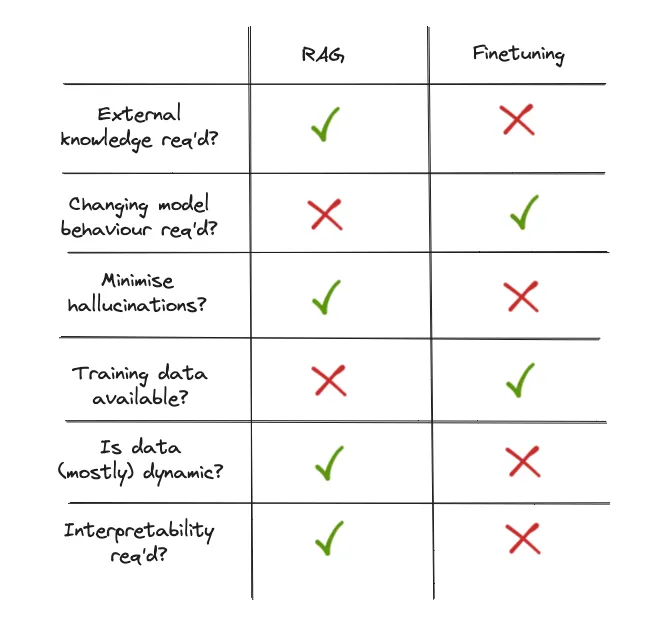 RAG Finetuning
External
knowledge req'd?
Changing model
behaviour req'd?
Minimise
hallucinations?
Training data
available?
Is data
(mostly) dynamic?
Interpretability
req'd?